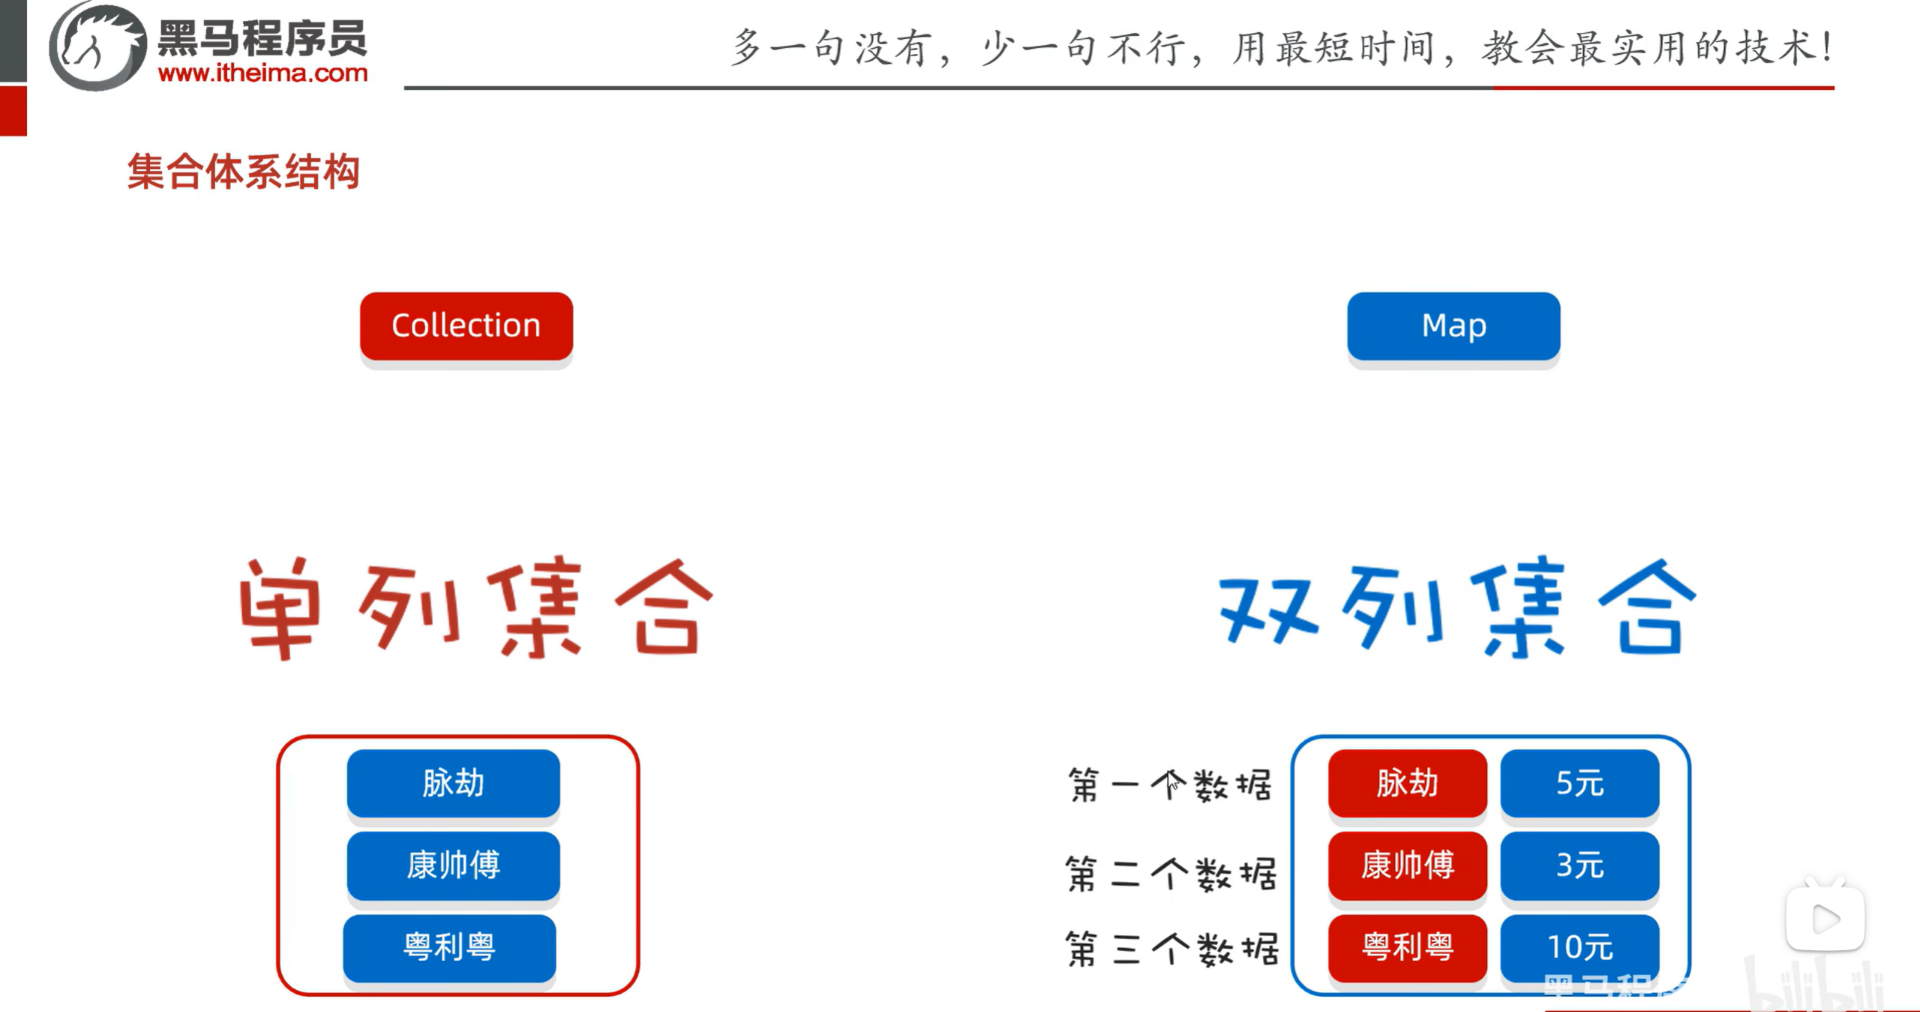 黑马程序员
www.itheima.com
多一句没有，少一句不行，用最短时间，教会最实用的技术！
集合体系结构
Collection
Map
单列集合
双列集合
脉劫
康帅傅
粤利粤
第一个数据 脉劫 5元
第二个数据 康帅傅 3元
第三个数据 粤利粤 10元
黑马程序
bilibili